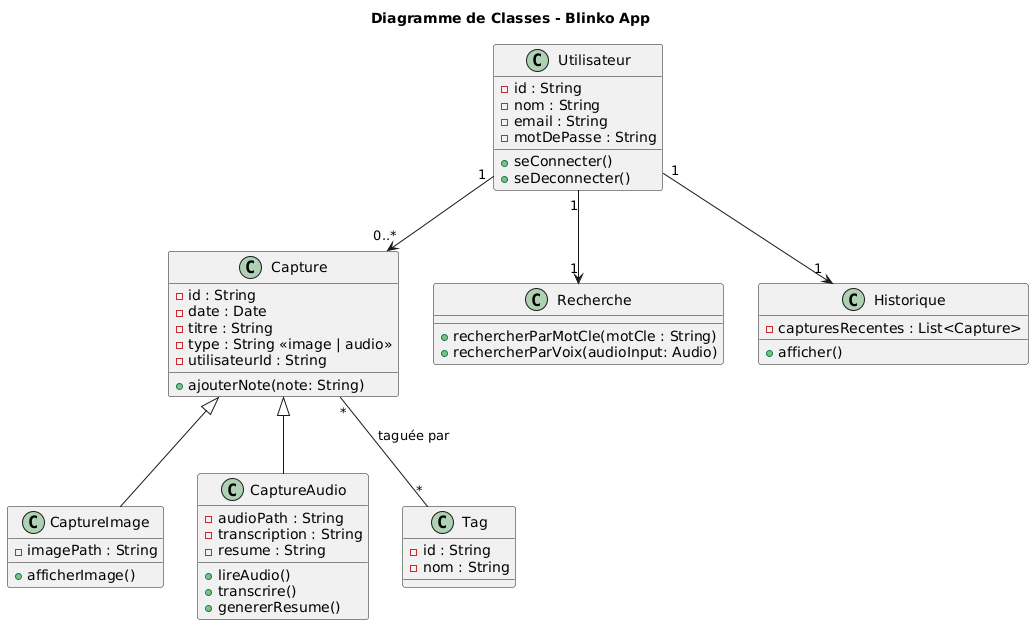 Diagramme de Classes - Blinko App
C Utilisateur
id : String
nom : String
email : String
motDePasse : String
seConnecter()
seDeconnecter()
1
1
1
0..*
1
1
C Capture
id : String
date : Date
titre : String
type : String «image | audio»
utilisateurId : String
ajouterNote(note: String)
C Recherche
rechercherParMotCle(motCle : String)
rechercherParVoix(audioInput: Audio)
C Historique
capturesRecentes : List<Capture>
afficher()
*
taguée par
*
C CaptureImage
imagePath : String
afficherImage()
C CaptureAudio
audioPath : String
transcription : String
resume : String
lireAudio()
transcrire()
genererResume()
C Tag
id : String
nom : String